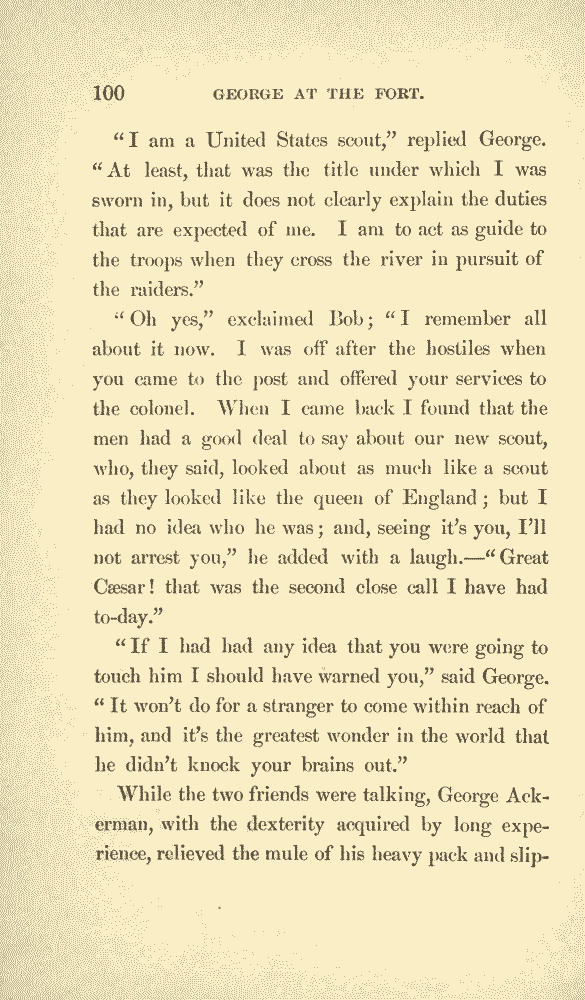 100 GEORGE AT THE FORT.
“I am a United States scout,” replied George.
“At least, that was the title under which I was
sworn in, but it does not clearly explain the duties
that are expected of me. I am to act as guide to
the troops when they cross the river in pursuit of
the raiders.”
“Oh yes,” exclaimed Bob; “I remember all
about it now. I was off after the hostiles when
you came to the post and offered your services to
the colonel. When I came back I found that the
men had a good deal to say about our new scout,
who, they said, looked about as much like a scout
as they looked like the queen of England; but I
had no idea who he was; and, seeing it’s you, I’ll
not arrest you,” he added with a laugh.—“Great
Cæsar! that was the second close call I have had
to-day.”
“If I had had any idea that you were going to
touch him I should have warned you,” said George.
“It won’t do for a stranger to come within reach of
him, and it’s the greatest wonder in the world that
he didn’t knock your brains out.”
While the two friends were talking, George Ack-
erman, with the dexterity acquired by long expe-
rience, relieved the mule of his heavy pack and slip-